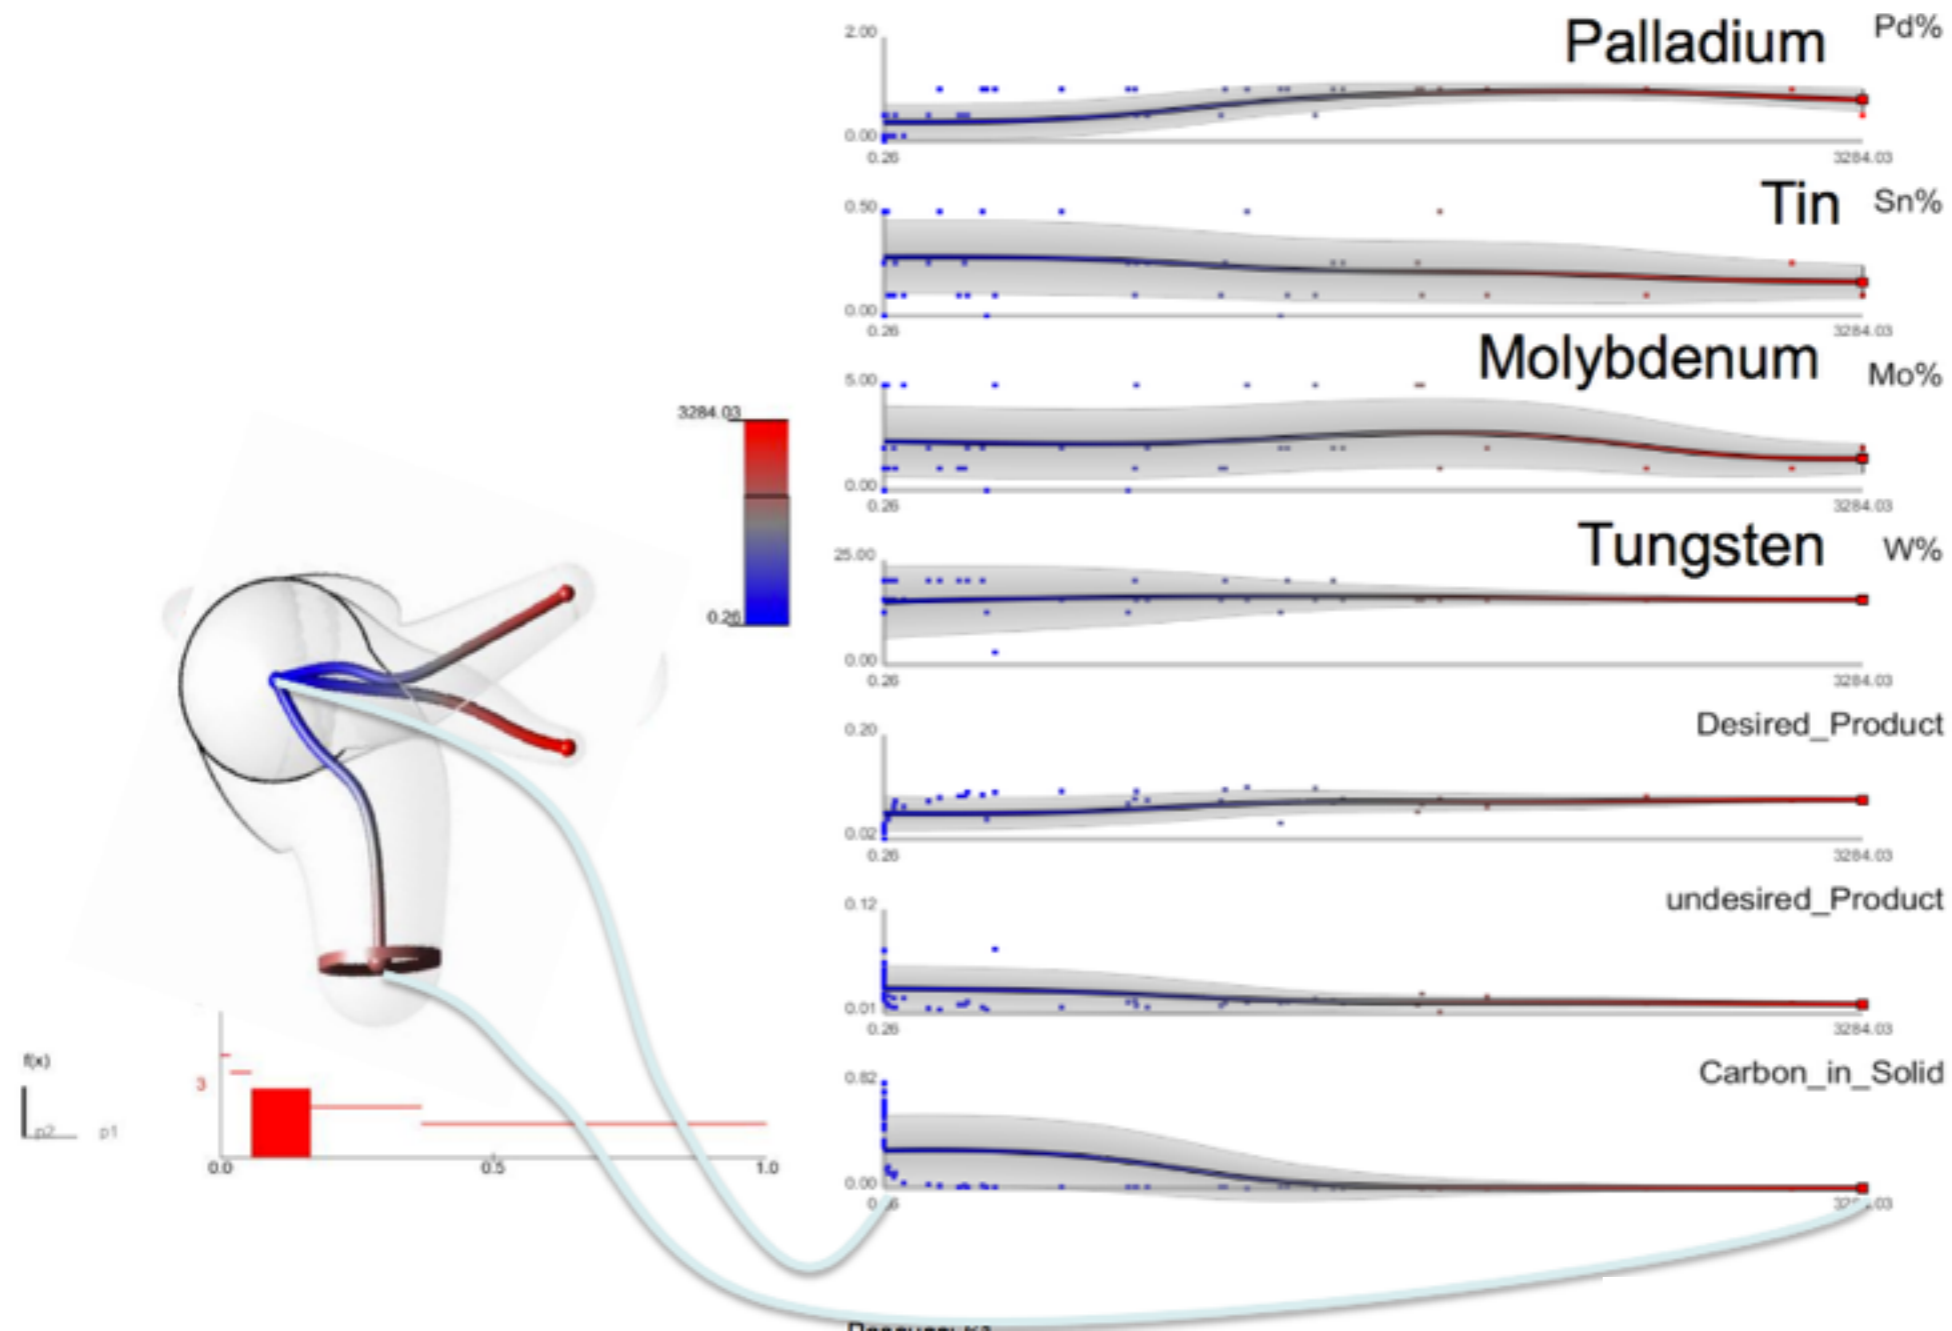 2.00
Palladium
Pd%
0.00
0.26
3284.03
0.50
Tin
Sn%
0.00
0.26
3284.03
5.00
Molybdenum
Mo%
0.00
0.26
3284.03
25.00
Tungsten
W%
0.00
0.26
3284.03
3284.03
0.26
0.20
Desired_Product
0.02
0.26
3284.03
0.12
undesired_Product
0.01
0.26
3284.03
0.82
Carbon_in_Solid
0.00
f(x)
p2
p1
3
0.0
0.5
1.0